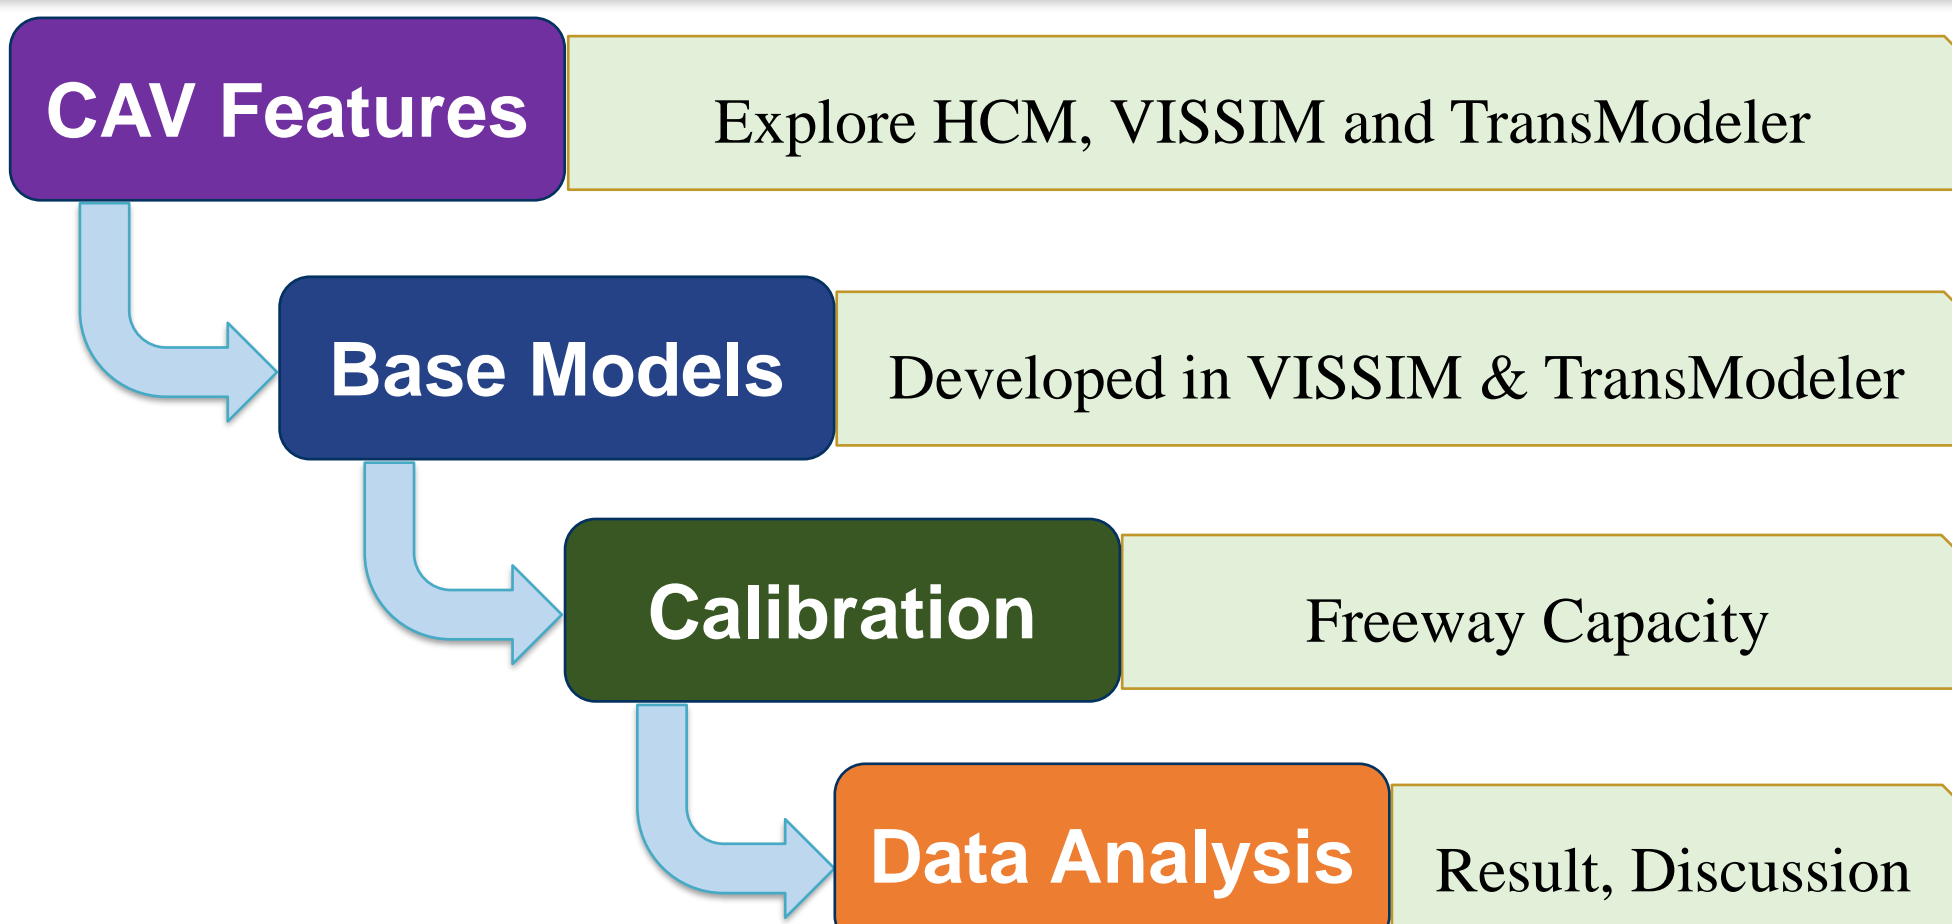 CAV Features
Explore HCM, VISSIM and TransModeler
Base Models
Developed in VISSIM & TransModeler
Calibration
Freeway Capacity
Data Analysis
Result, Discussion